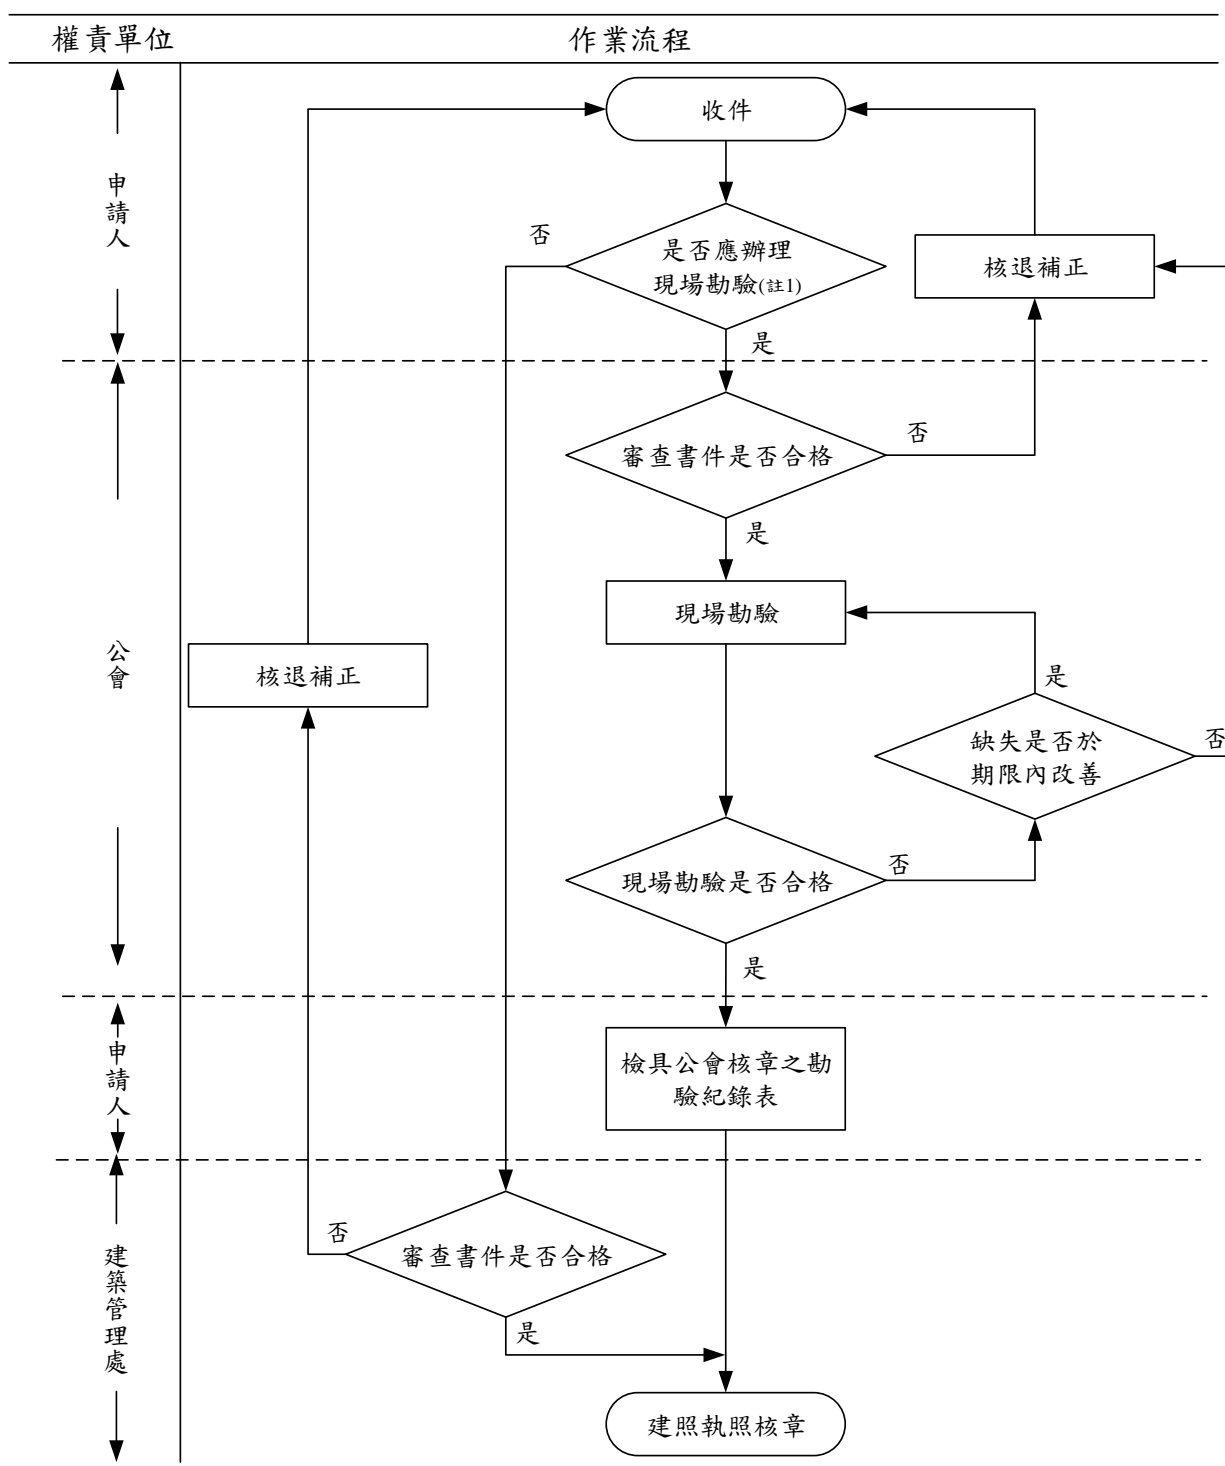 權責單位
作業流程
收件
申請人
否
是否應辦理
現場勘驗(註1)
核退補正
是
審查書件是否合格
否
是
現場勘驗
公會
核退補正
是
缺失是否於
期限內改善
否
現場勘驗是否合格
否
是
申請人
檢具公會核章之勘
驗紀錄表
建築管理處
否
審查書件是否合格
是
建照執照核章